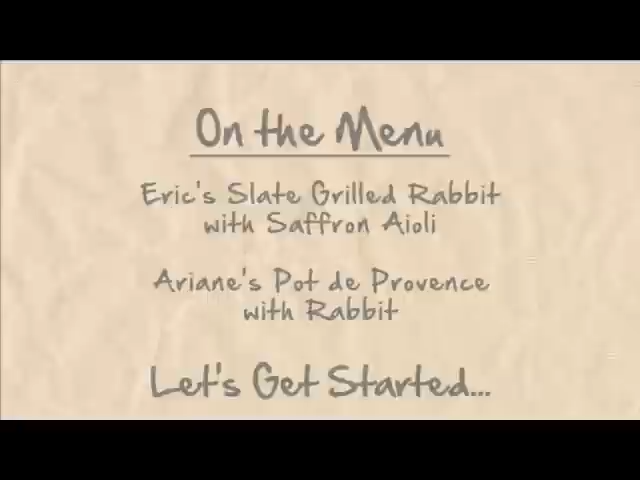 On the Menu
Eric's Slate Grilled Rabbit
with Saffron Aioli
Ariane's Pot de Provence
with Rabbit
Let's Get Started...